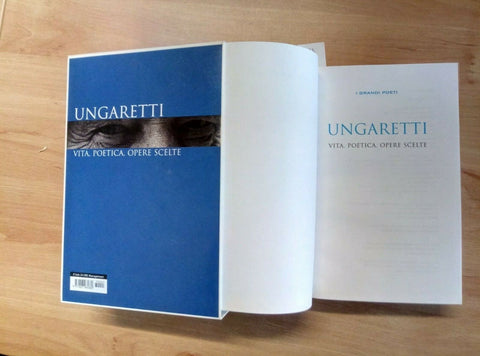 UNGARETTI
VITA, POETICA, OPERE SCELTE
I GRANDI POETI
UNGARETTI
VITA, POETICA, OPERE SCELTE